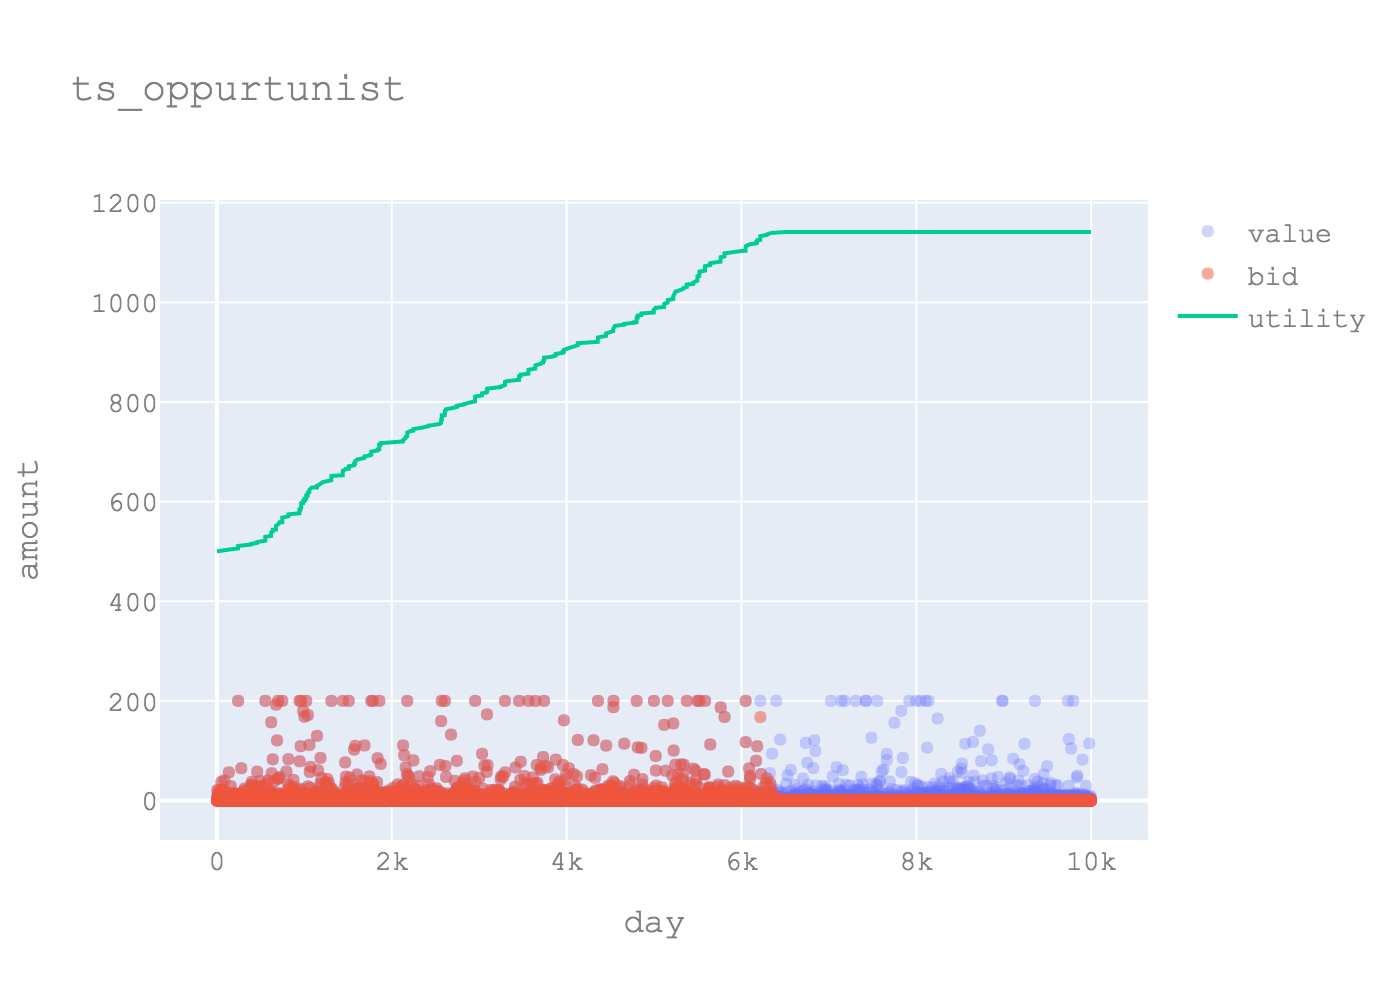 ts_oppurtunist
1200
1000
800
600
400
200
0
amount
0 2k 4k 6k 8k 10k
day
value
bid
utility